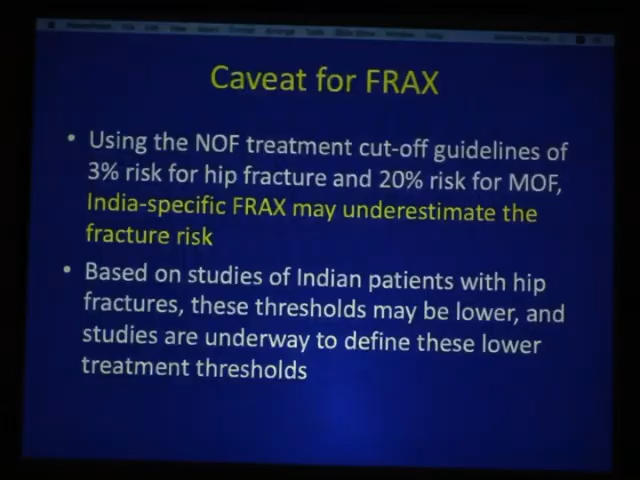 Caveat for FRAX
• Using the NOF treatment cut-off guidelines of
3% risk for hip fracture and 20% risk for MOF,
India-specific FRAX may underestimate the
fracture risk
• Based on studies of Indian patients with hip
fractures, these thresholds may be lower, and
studies are underway to define these lower
treatment thresholds